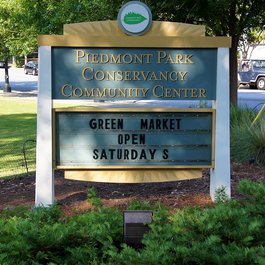 PIEDMONT PARK
CONSERVANCY
COMMUNITY CENTER
GREEN MARKET
OPEN
SATURDAY S